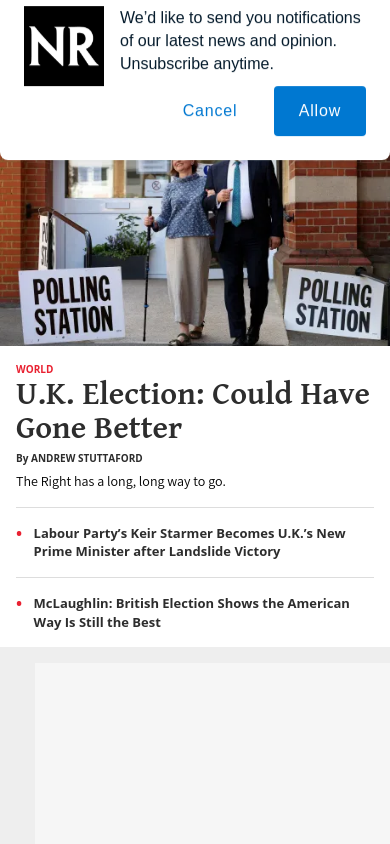 NR
We'd like to send you notifications
of our latest news and opinion.
Unsubscribe anytime.
Cancel
Allow
POLLING
STATION
POLLING
STATION
WORLD
U.K. Election: Could Have
Gone Better
By ANDREW STUTTAFORD
The Right has a long, long way to go.
• Labour Party's Keir Starmer Becomes U.K.'s New
Prime Minister after Landslide Victory
• McLaughlin: British Election Shows the American
Way Is Still the Best